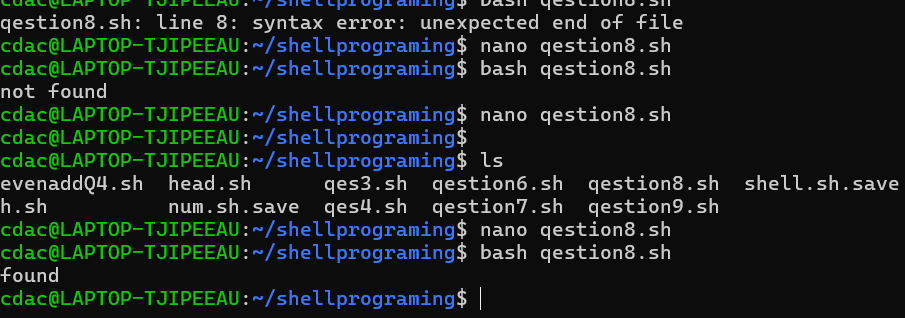 bash qestion8.sh
qestion8.sh: line 8: syntax error: unexpected end of file
cdac@LAPTOP-TJIPEEAU:~/shellprograming$ nano qestion8.sh
cdac@LAPTOP-TJIPEEAU:~/shellprograming$ bash qestion8.sh
not found
cdac@LAPTOP-TJIPEEAU:~/shellprograming$ nano qestion8.sh
cdac@LAPTOP-TJIPEEAU:~/shellprograming$
cdac@LAPTOP-TJIPEEAU:~/shellprograming$ ls
evenaddQ4.sh  head.sh      qes3.sh  qestion6.sh  qestion8.sh  shell.sh.save
h.sh          num.sh.save  qes4.sh  qestion7.sh  qestion9.sh
cdac@LAPTOP-TJIPEEAU:~/shellprograming$ nano qestion8.sh
cdac@LAPTOP-TJIPEEAU:~/shellprograming$ bash qestion8.sh
found
cdac@LAPTOP-TJIPEEAU:~/shellprograming$